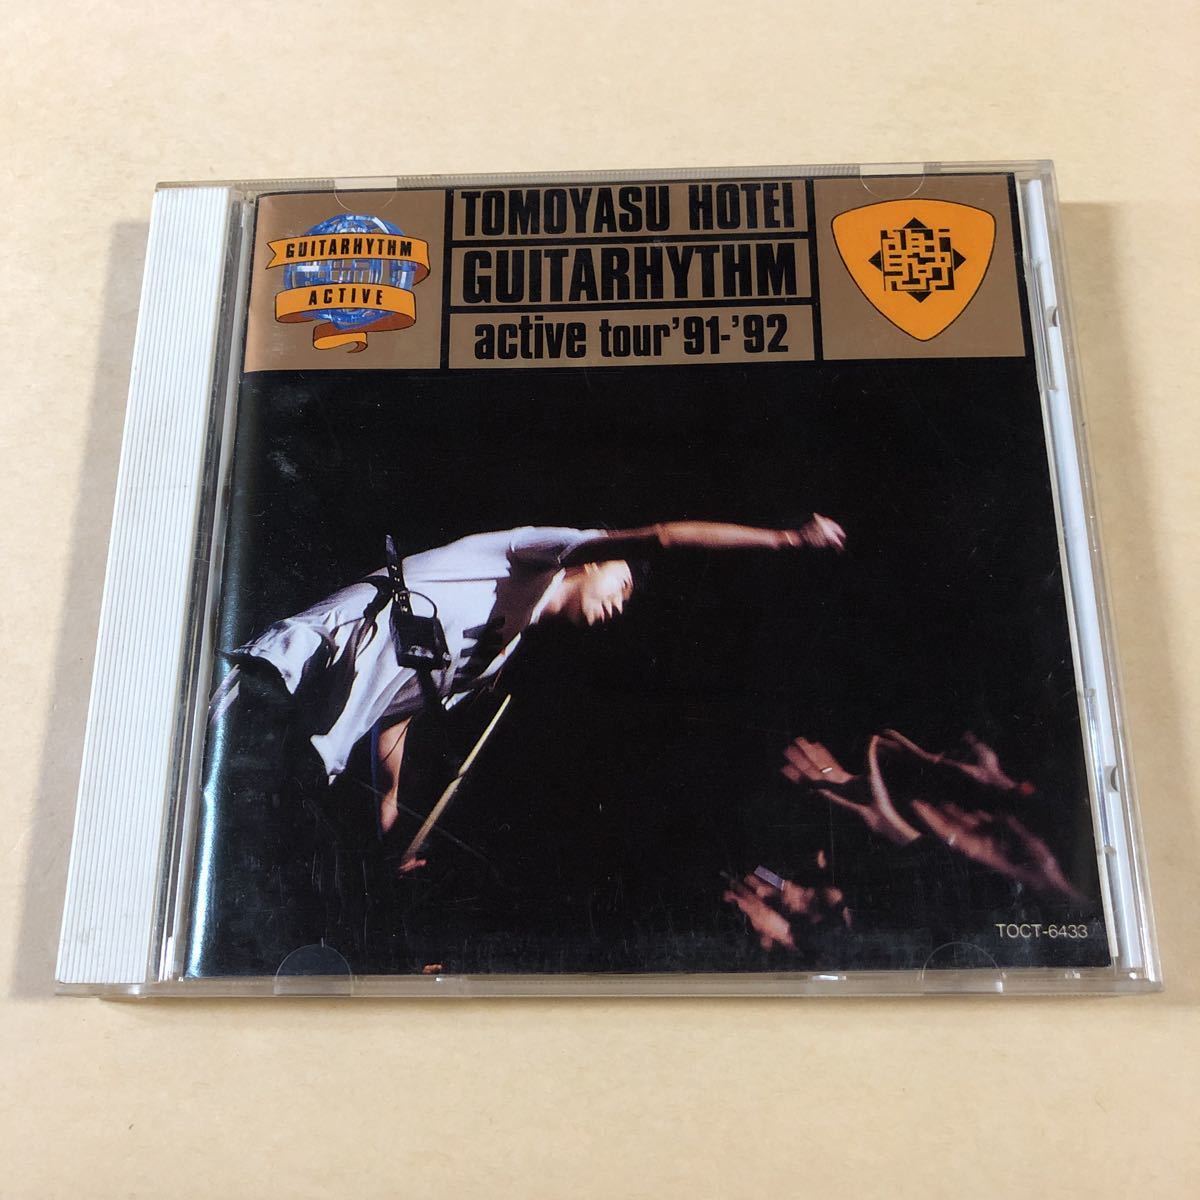 GUITARHYTHM
ACTIVE
TOMOYASU HOTEI
GUITARHYTHM
active tour '91-'92
TOCT-6433